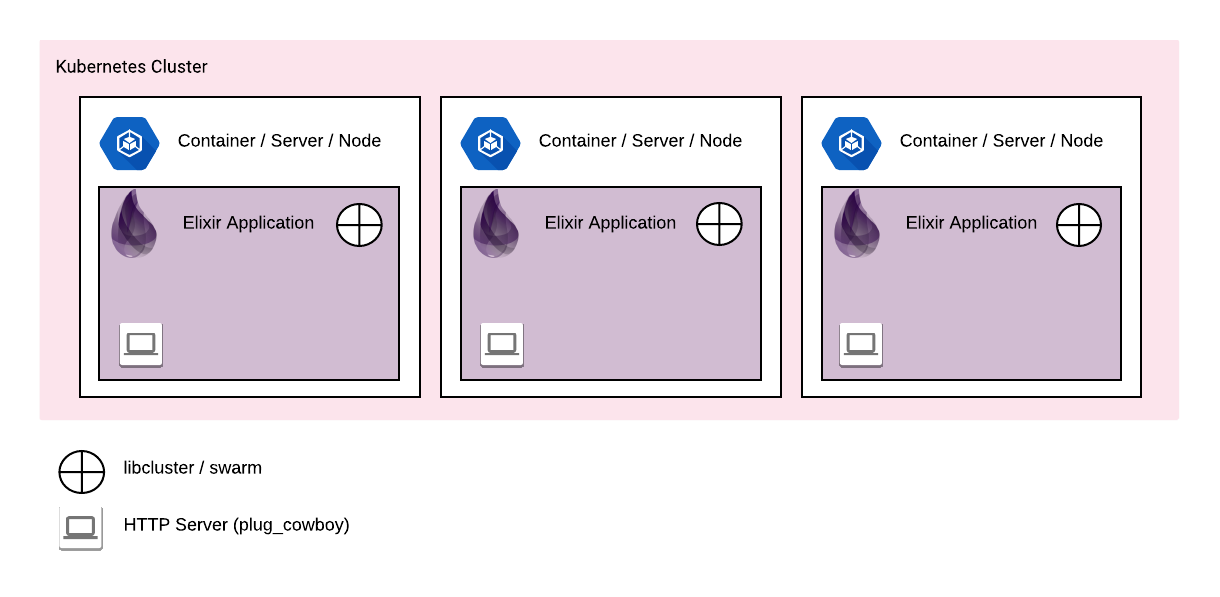 Kubernetes Cluster
Container / Server / Node
Container / Server / Node
Container / Server / Node
Elixir Application
Elixir Application
Elixir Application
libcluster / swarm
HTTP Server (plug_cowboy)